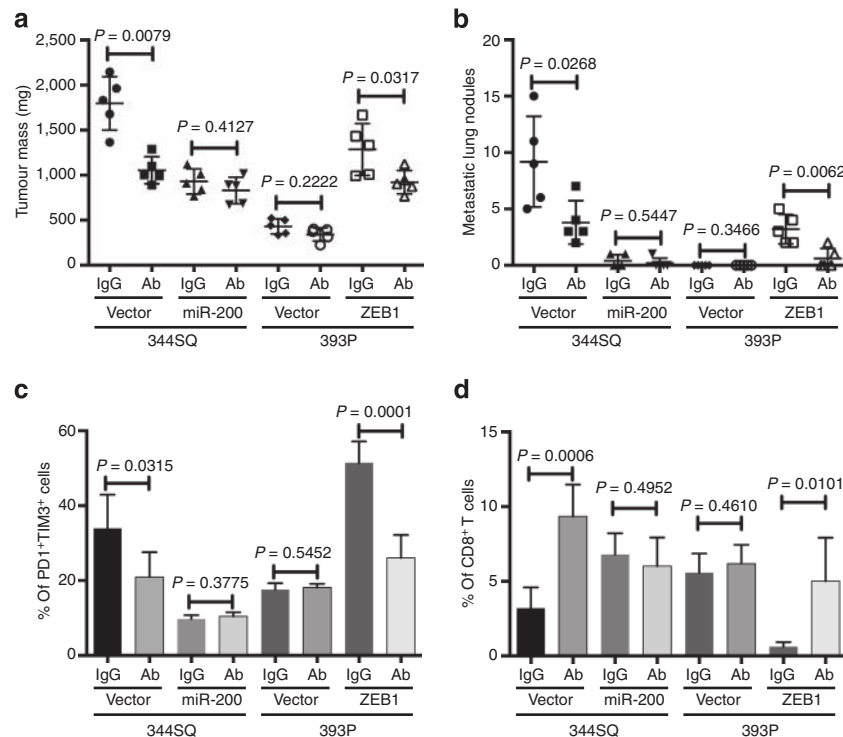 a
P = 0.0079
P = 0.4127
P = 0.2222
P = 0.0317
Tumour mass (mg)
2,500
2,000
1,500
1,000
500
0
IgG Ab IgG Ab IgG Ab IgG Ab
Vector miR-200 Vector ZEB1
344SQ 393P
b
P = 0.0268
P = 0.5447
P = 0.3466
P = 0.0062
Metastatic lung nodules
20
15
10
5
0
IgG Ab IgG Ab IgG Ab IgG Ab
Vector miR-200 Vector ZEB1
344SQ 393P
c
P = 0.0315
P = 0.3775
P = 0.5452
P = 0.0001
% Of PD1⁺TIM3⁺ cells
60
40
20
0
IgG Ab IgG Ab IgG Ab IgG Ab
Vector miR-200 Vector ZEB1
344SQ 393P
d
P = 0.0006
P = 0.4952
P = 0.4610
P = 0.0101
% Of CD8⁺ T cells
15
10
5
0
IgG Ab IgG Ab IgG Ab IgG Ab
Vector miR-200 Vector ZEB1
344SQ 393P